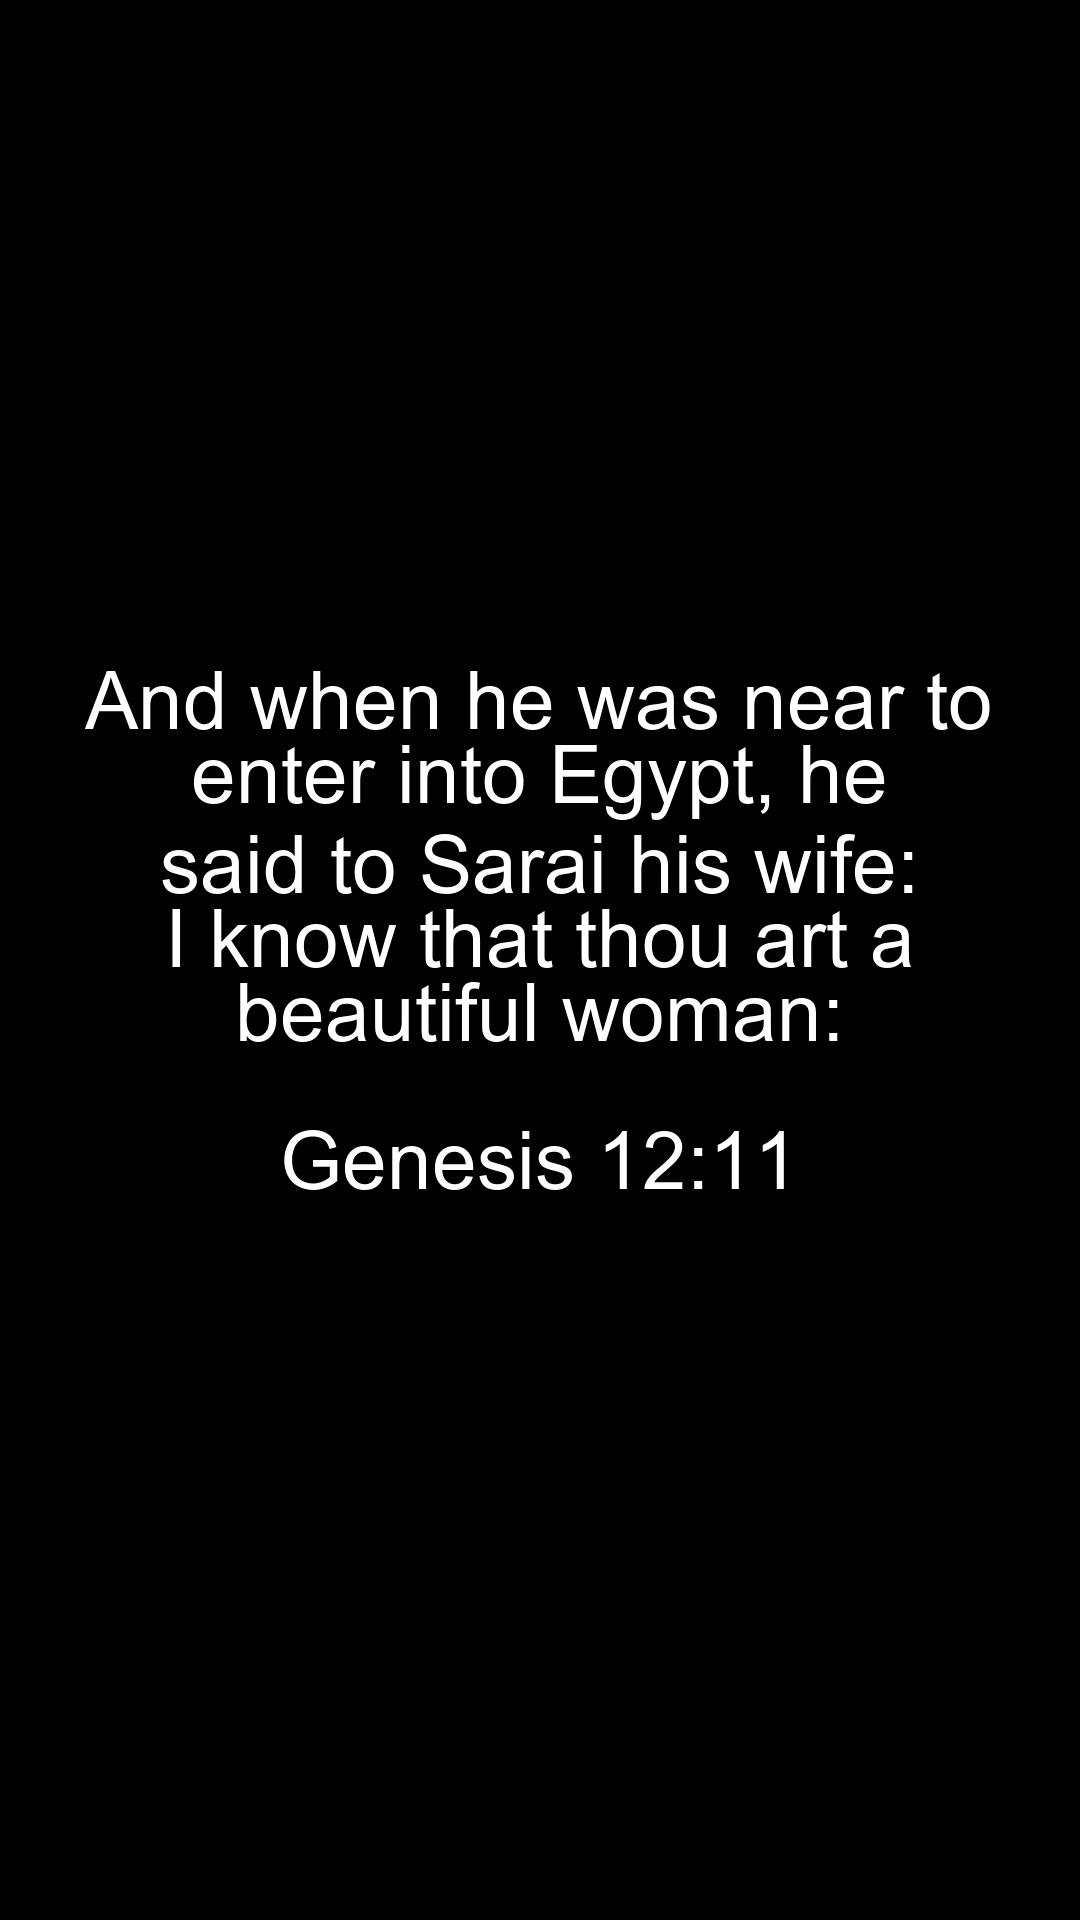 And when he was near to
enter into Egypt, he
said to Sarai his wife:
I know that thou art a
beautiful woman:
Genesis 12:11